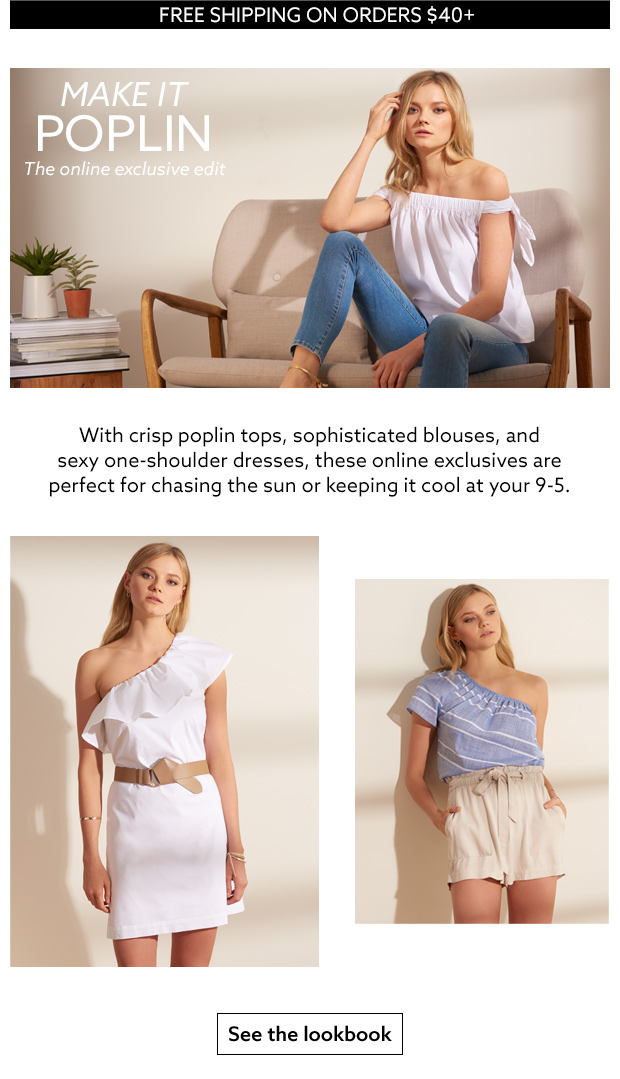 FREE SHIPPING ON ORDERS $40+
MAKE IT
POPLIN
The online exclusive edit
With crisp poplin tops, sophisticated blouses, and
sexy one-shoulder dresses, these online exclusives are
perfect for chasing the sun or keeping it cool at your 9-5.
See the lookbook